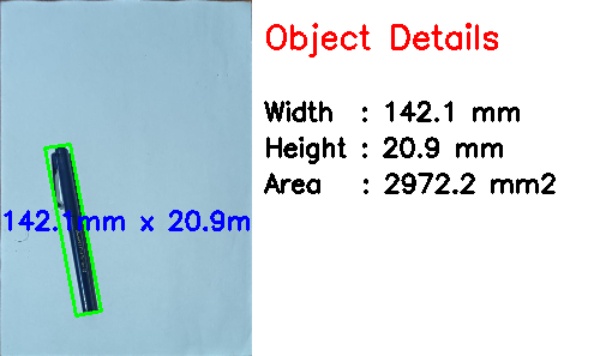 Object Details
Width : 142.1 mm
Height : 20.9 mm
Area : 2972.2 mm2
142.1mm x 20.9m